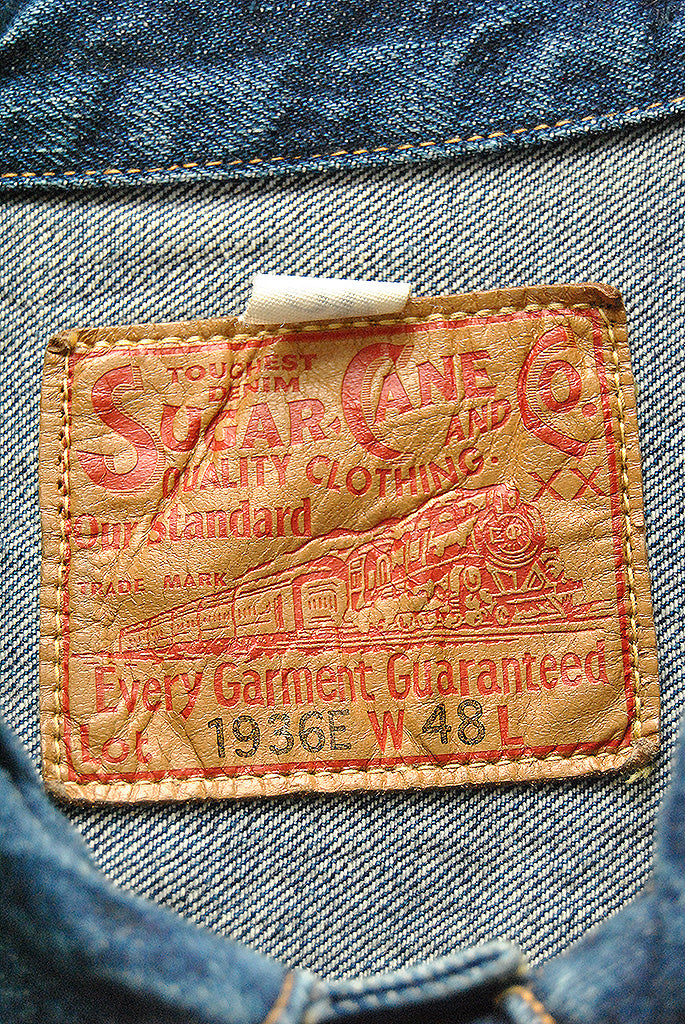 TOUGHEST
DENIM
SUGAR CANE CO.
AND
QUALITY CLOTHING.
XX
Our Standard
TRADE MARK
Every Garment Guaranteed
Lot 1936E W 48 L